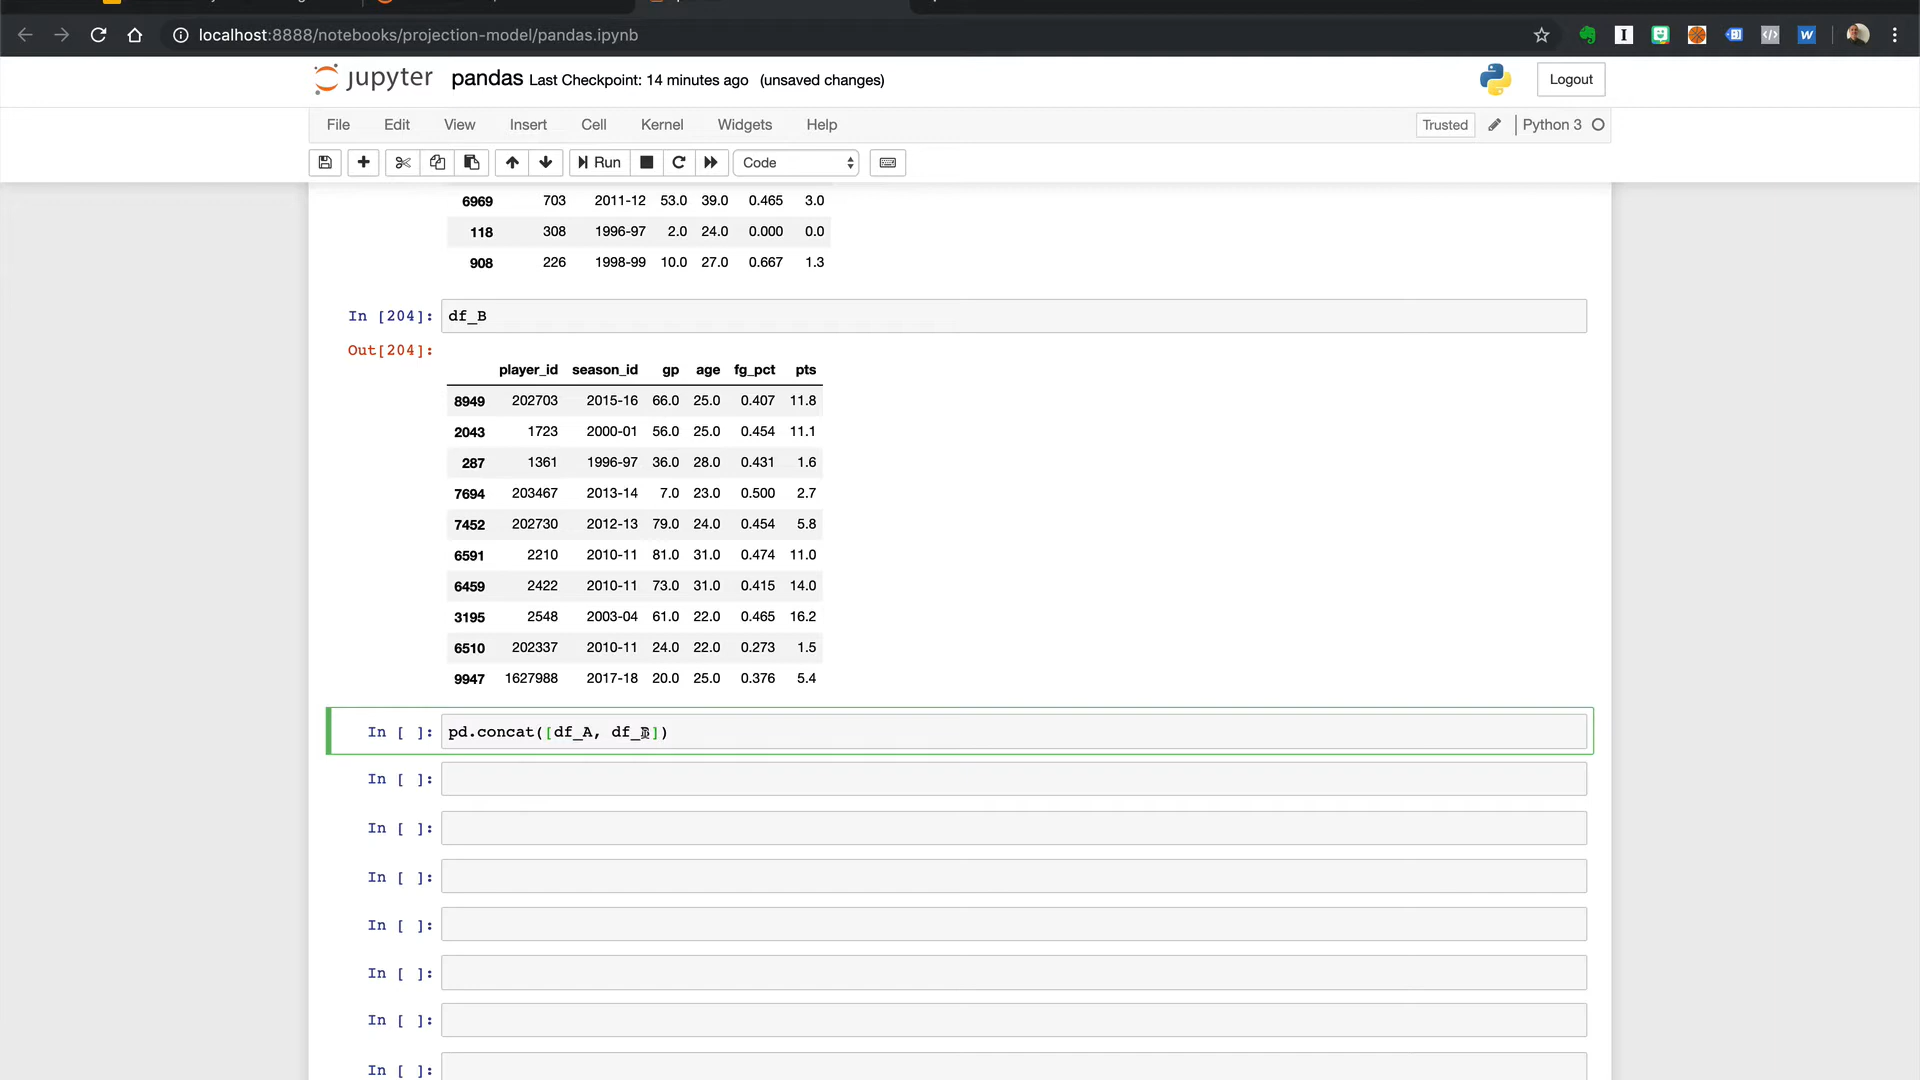 localhost:8888/notebooks/projection-model/pandas.ipynb
jupyter pandas Last Checkpoint: 14 minutes ago (unsaved changes)
Logout
File Edit View Insert Cell Kernel Widgets Help
Trusted Python 3
Run Code
6969 703 2011-12 53.0 39.0 0.465 3.0
118 308 1996-97 2.0 24.0 0.000 0.0
908 226 1998-99 10.0 27.0 0.667 1.3
In [204]: df_B
Out[204]:
player_id season_id gp age fg_pct pts
8949 202703 2015-16 66.0 25.0 0.407 11.8
2043 1723 2000-01 56.0 25.0 0.454 11.1
287 1361 1996-97 36.0 28.0 0.431 1.6
7694 203467 2013-14 7.0 23.0 0.500 2.7
7452 202730 2012-13 79.0 24.0 0.454 5.8
6591 2210 2010-11 81.0 31.0 0.474 11.0
6459 2422 2010-11 73.0 31.0 0.415 14.0
3195 2548 2003-04 61.0 22.0 0.465 16.2
6510 202337 2010-11 24.0 22.0 0.273 1.5
9947 1627988 2017-18 20.0 25.0 0.376 5.4
In [ ]: pd.concat([df_A, df_B])
In [ ]:
In [ ]:
In [ ]:
In [ ]:
In [ ]:
In [ ]:
In [ ]: